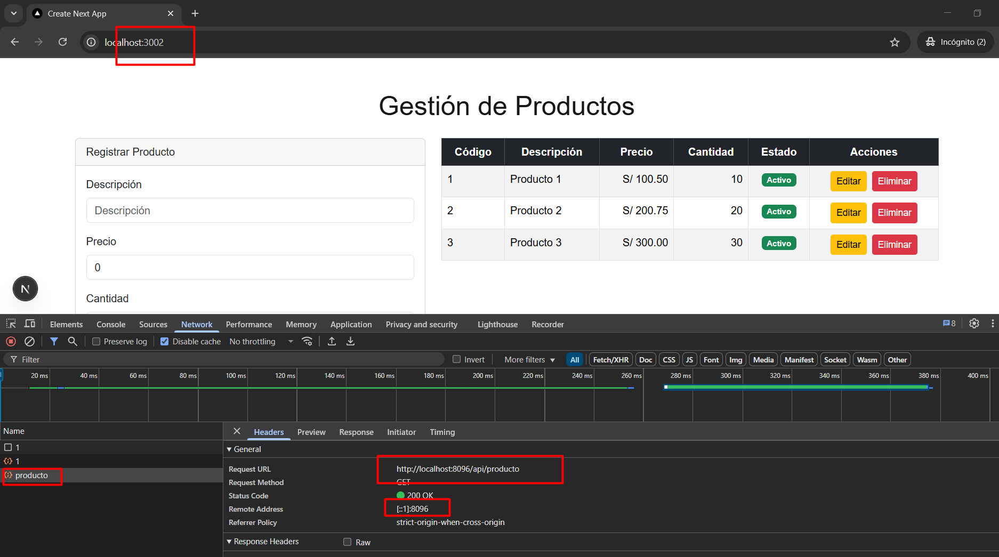 Create Next App
localhost:3002
Incógnito (2)
Gestión de Productos
Registrar Producto
Descripción
Descripción
Precio
0
Cantidad
Código Descripción Precio Cantidad Estado Acciones
1 Producto 1 S/ 100.50 10 Activo Editar Eliminar
2 Producto 2 S/ 200.75 20 Activo Editar Eliminar
3 Producto 3 S/ 300.00 30 Activo Editar Eliminar
N
Elements Console Sources Network Performance Memory Application Privacy and security Lighthouse Recorder 8
Preserve log Disable cache No throttling
Filter Invert More filters All Fetch/XHR Doc CSS JS Font Img Media Manifest Socket Wasm Other
20 ms 40 ms 60 ms 80 ms 100 ms 120 ms 140 ms 160 ms 180 ms 200 ms 220 ms 240 ms 260 ms 280 ms 300 ms 320 ms 340 ms 360 ms 380 ms 400 ms
Name
1
1
producto
Headers Preview Response Initiator Timing
General
Request URL http://localhost:8096/api/producto
Request Method GET
Status Code 200 OK
Remote Address [::1]:8096
Referrer Policy strict-origin-when-cross-origin
Response Headers Raw